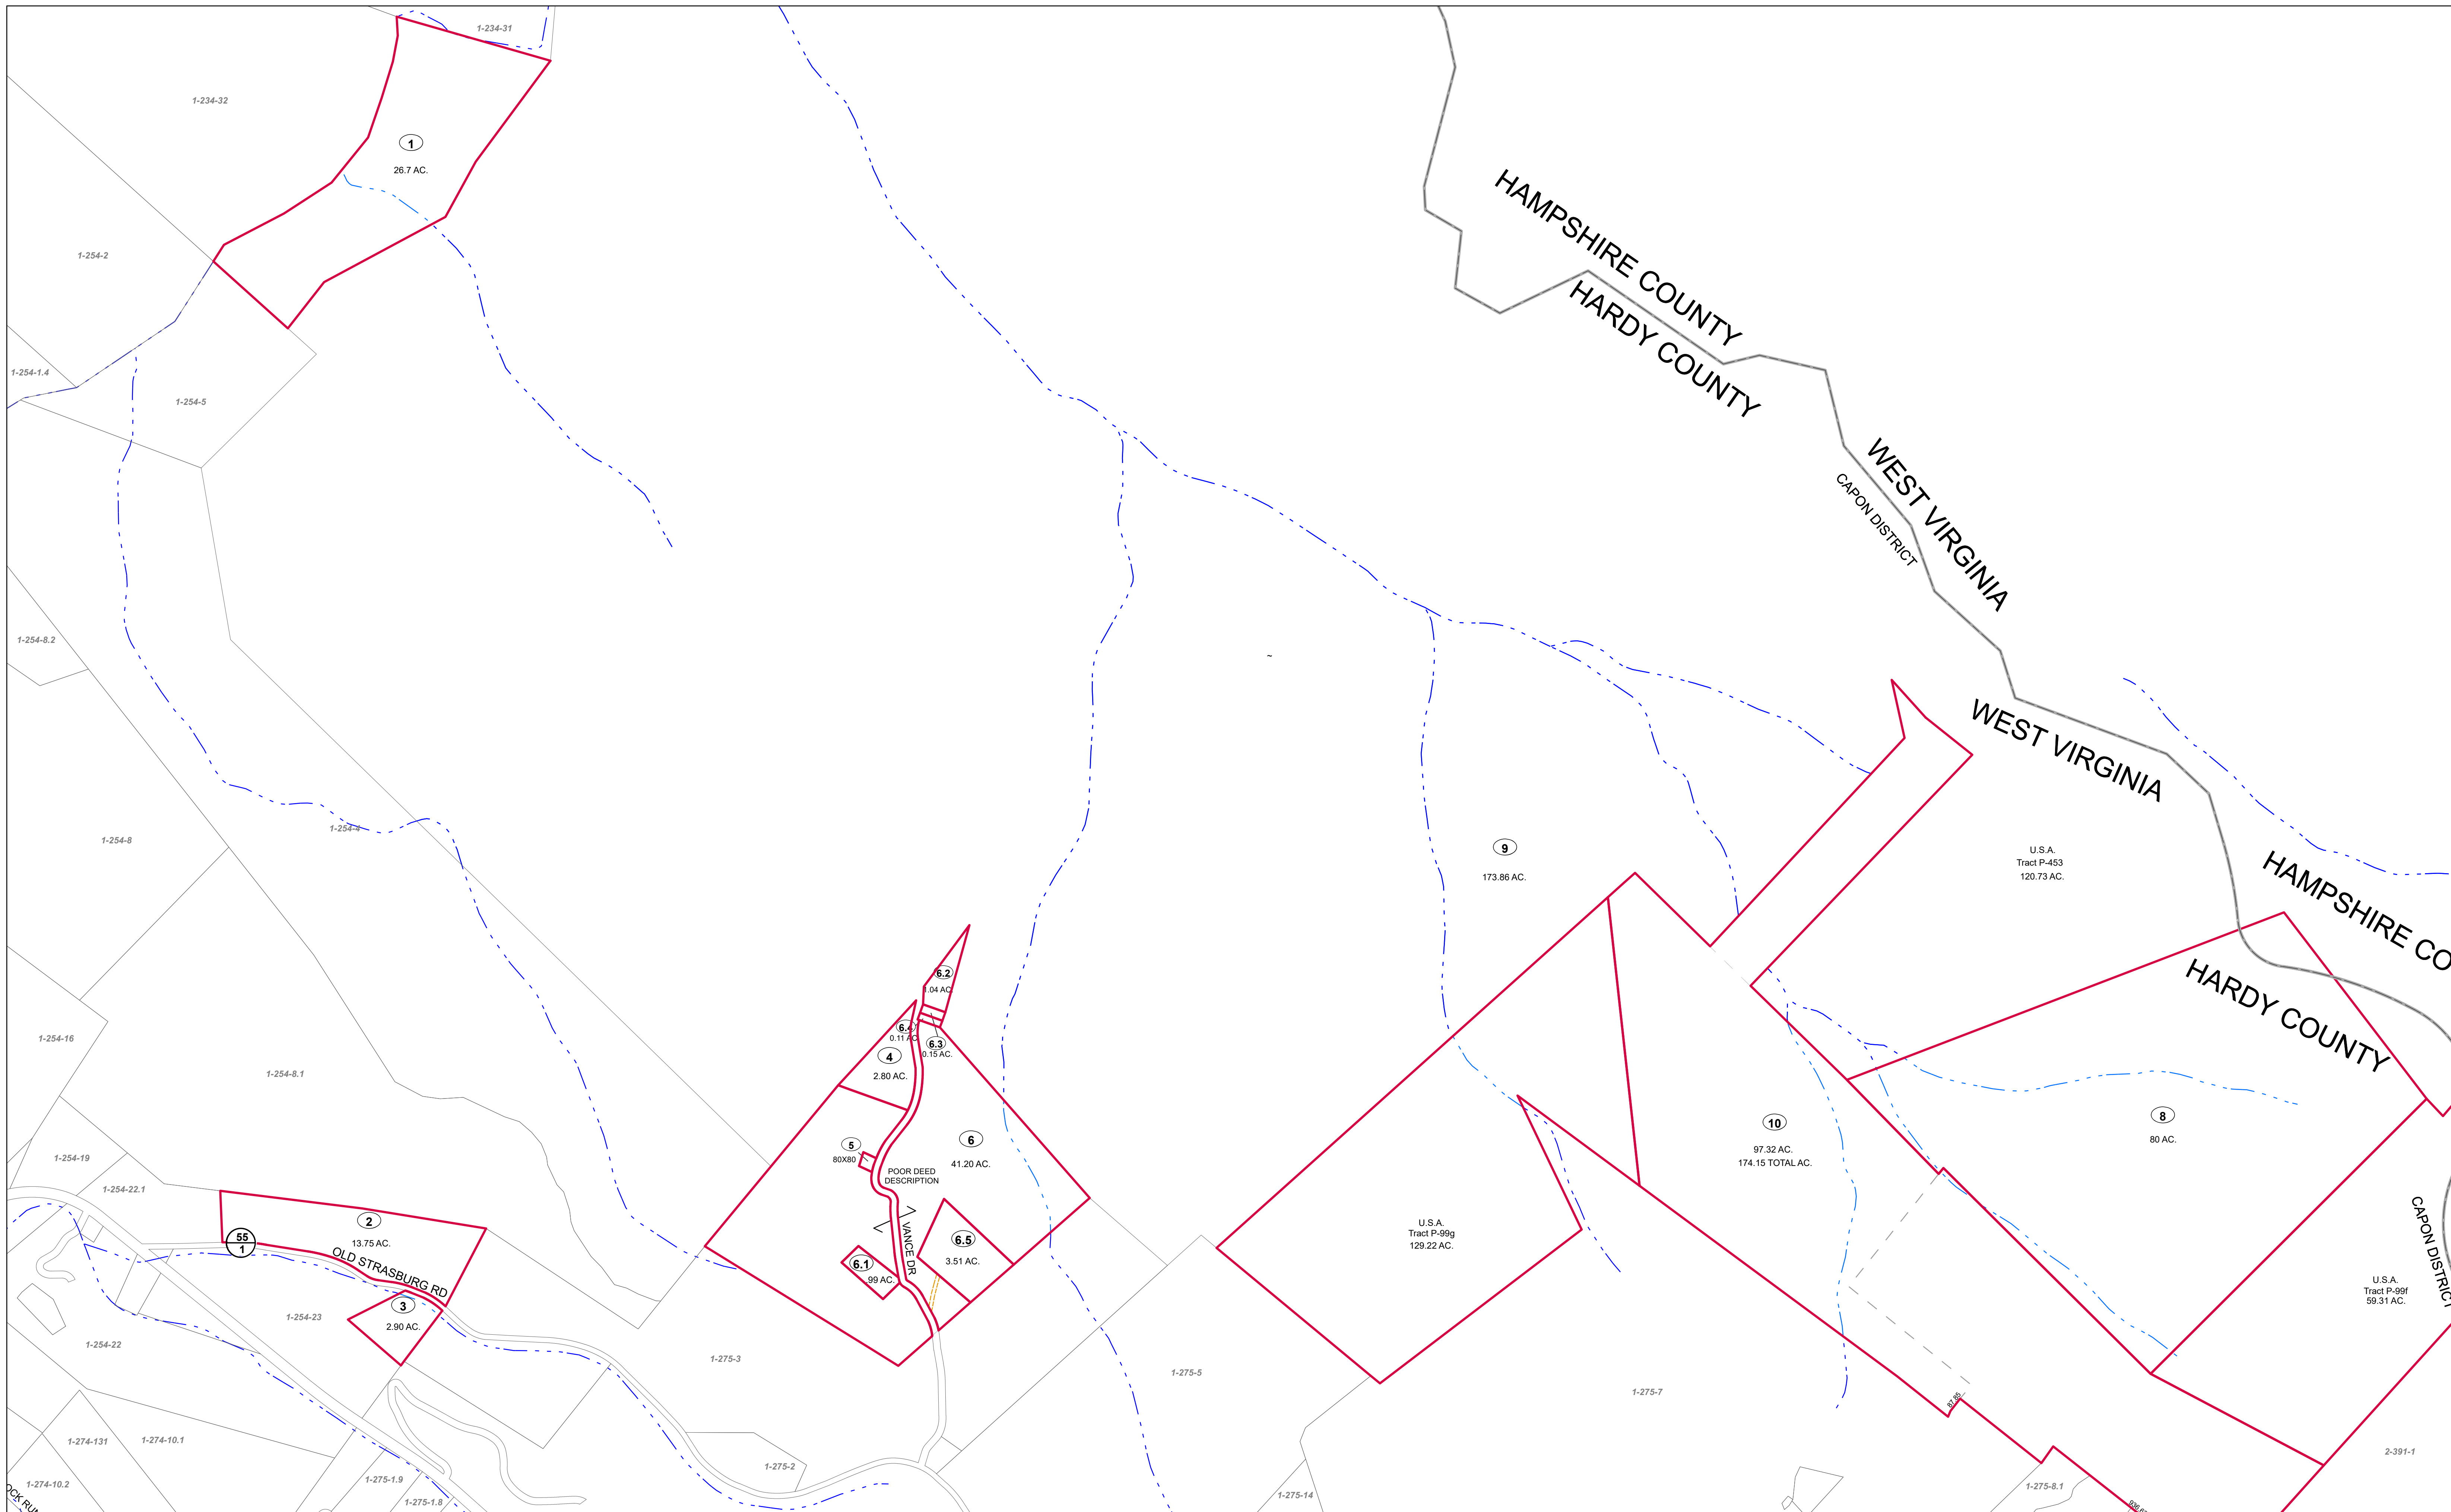 1-234-31
1-234-32
1
26.7 AC.
1-254-2
1-254-1.4
1-254-5
HAMPSHIRE COUNTY
HARDY COUNTY
WEST VIRGINIA
CAPON DISTRICT
~
1-254-8.2
WEST VIRGINIA
1-254-8
1-254-4
9
173.86 AC.
U.S.A.
Tract P-453
120.73 AC.
HAMPSHIRE CO
HARDY COUNTY
6.2
.04 AC
6.4
0.11 AC
6.3
0.15 AC.
4
2.80 AC.
1-254-16
1-254-8.1
5
80X80
6
41.20 AC.
POOR DEED
DESCRIPTION
10
97.32 AC.
174.15 TOTAL AC.
8
80 AC.
1-254-19
1-254-22.1
2
13.75 AC.
55
1
OLD STRASBURG RD
VANCE DR
6.5
3.51 AC.
6.1
.99 AC.
U.S.A.
Tract P-99g
129.22 AC.
CAPON DISTRICT
U.S.A.
Tract P-99f
59.31 AC.
3
2.90 AC.
1-254-23
1-254-22
1-275-3
1-275-5
1-275-7
87.85
1-274-131
1-274-10.1
1-275-2
2-391-1
1-274-10.2
1-275-1.9
1-275-1.8
1-275-14
1-275-8.1
OCK RUN